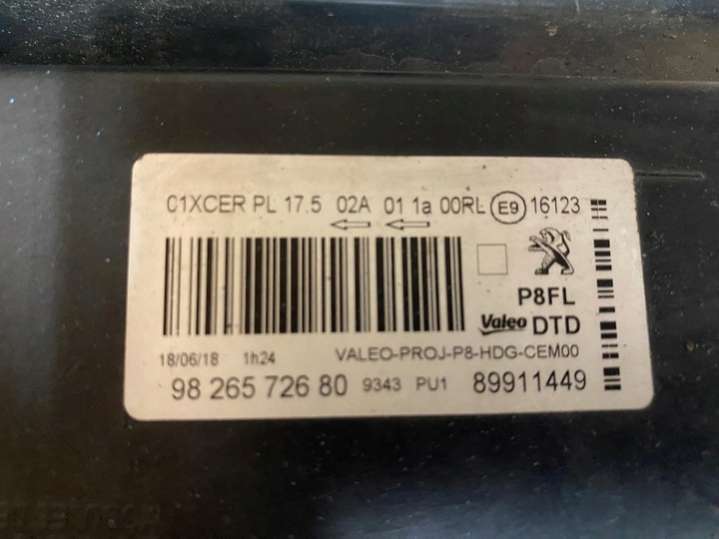 01XCER PL 17.5 02A 01 1a 00RL E9 16123
P8FL
Valeo DTD
18/06/18 1h24 VALEO-PROJ-P8-HDG-CEM00
98 265 726 80 9343 PU1 89911449